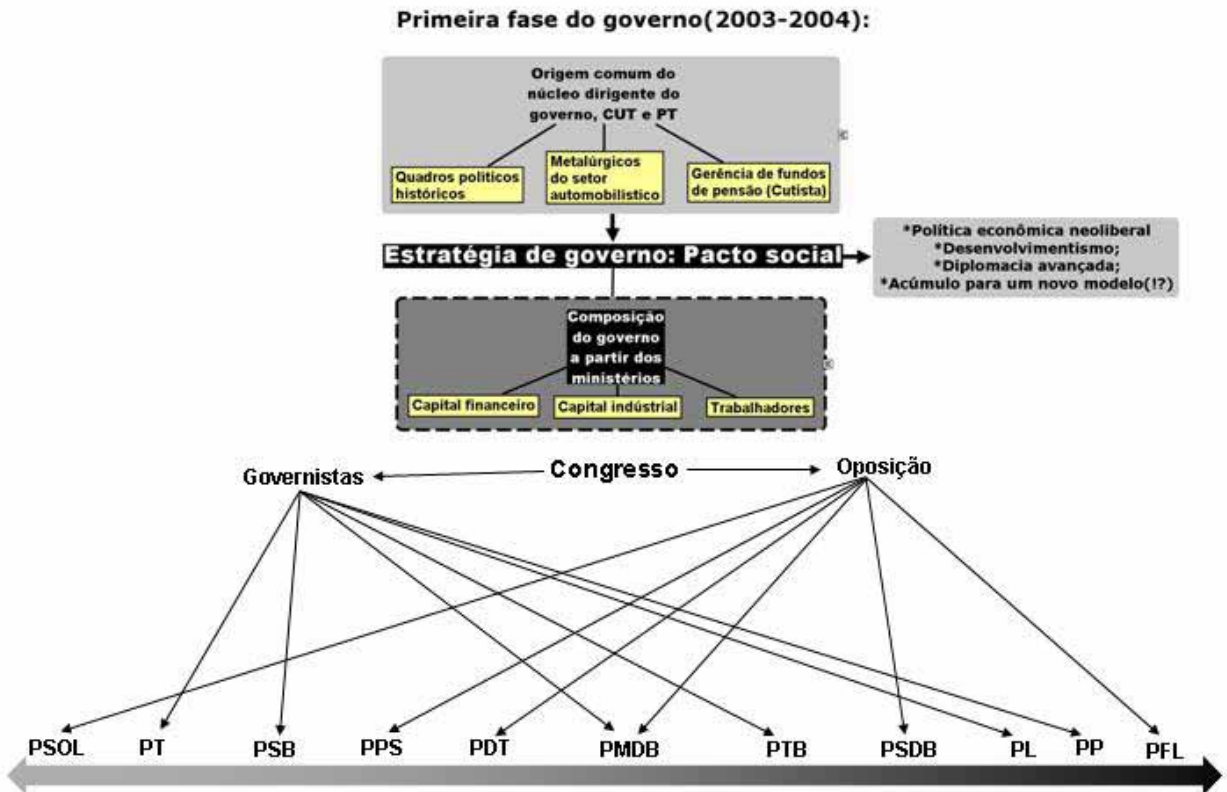 Primeira fase do governo(2003-2004):
Origem comum do
núcleo dirigente do
governo, CUT e PT
Quadros políticos
históricos
Metalúrgicos
do setor
automobilistico
Gerência de fundos
de pensão (Cutista)
Estratégia de governo: Pacto social
*Política econômica neoliberal
*Desenvolvimentismo;
*Diplomacia avançada;
*Acúmulo para um novo modelo(!?)
Composição
do governo
a partir dos
ministérios
Capital financeiro
Capital indústrial
Trabalhadores
Governistas
Congresso
Oposição
PSOL
PT
PSB
PPS
PDT
PMDB
PTB
PSDB
PL
PP
PFL